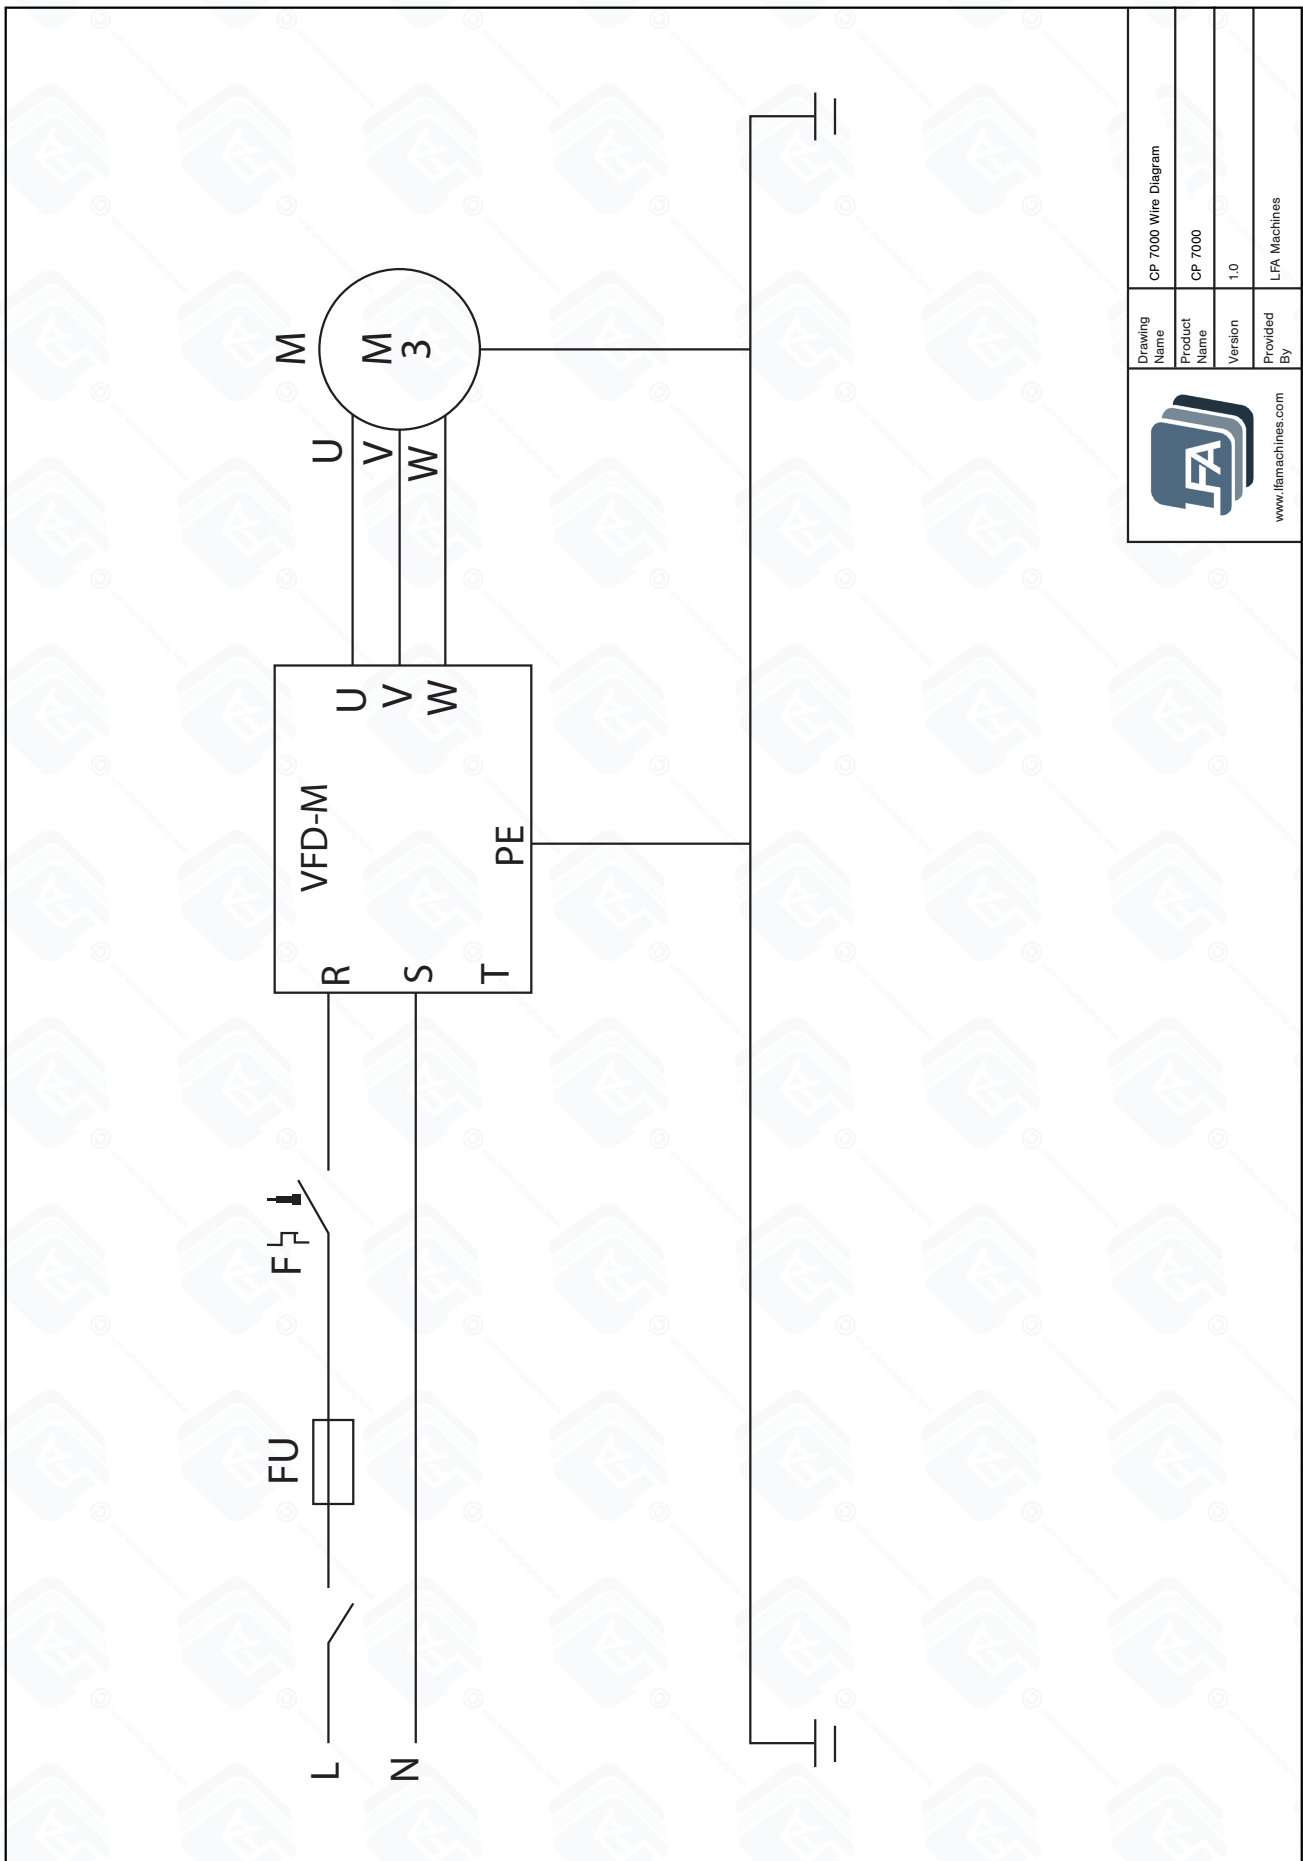 L
N
FU
F
R
S
T
VFD-M
PE
U
V
W
U
V
W
M
M
3
LFA
www.lfamachines.com
Drawing Name
CP 7000 Wire Diagram
Product Name
CP 7000
Version
1.0
Provided By
LFA Machines